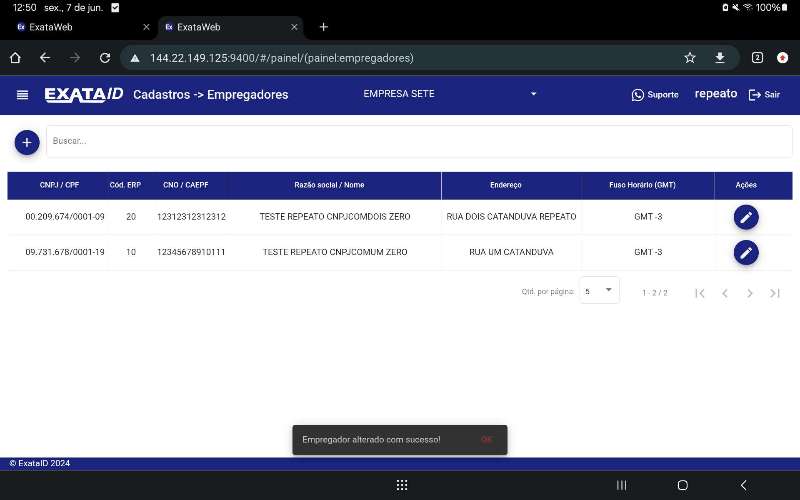 12:50 sex., 7 de jun.
100%
ExataWeb
ExataWeb
144.22.149.125:9400/#/painel/(painel:empregadores)
2
EXATAID Cadastros -> Empregadores EMPRESA SETE Suporte repeato Sair
Buscar...
CNPJ / CPF Cód. ERP CNO / CAEPF Razão social / Nome Endereço Fuso Horário (GMT) Ações
00.209.674/0001-09 20 12312312312312 TESTE REPEATO CNPJCOMDOIS ZERO RUA DOIS CATANDUVA REPEATO GMT -3
09.731.678/0001-19 10 12345678910111 TESTE REPEATO CNPJCOMUM ZERO RUA UM CATANDUVA GMT -3
Qtd. por página: 5 1 - 2 / 2
Empregador alterado com sucesso! OK
© ExataID 2024